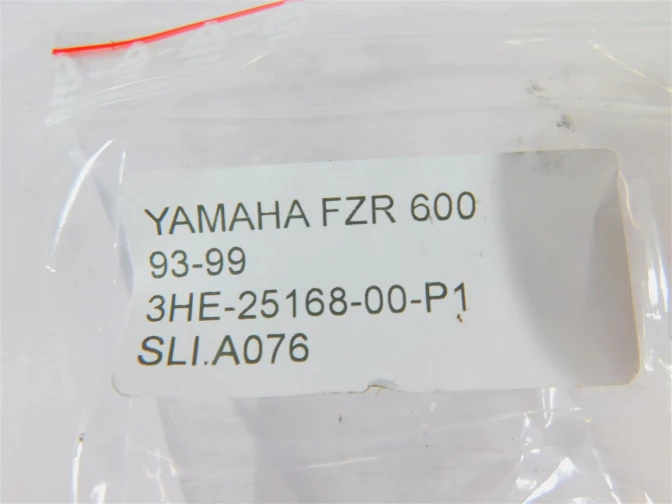 YAMAHA FZR 600
93-99
3HE-25168-00-P1
SLI.A076